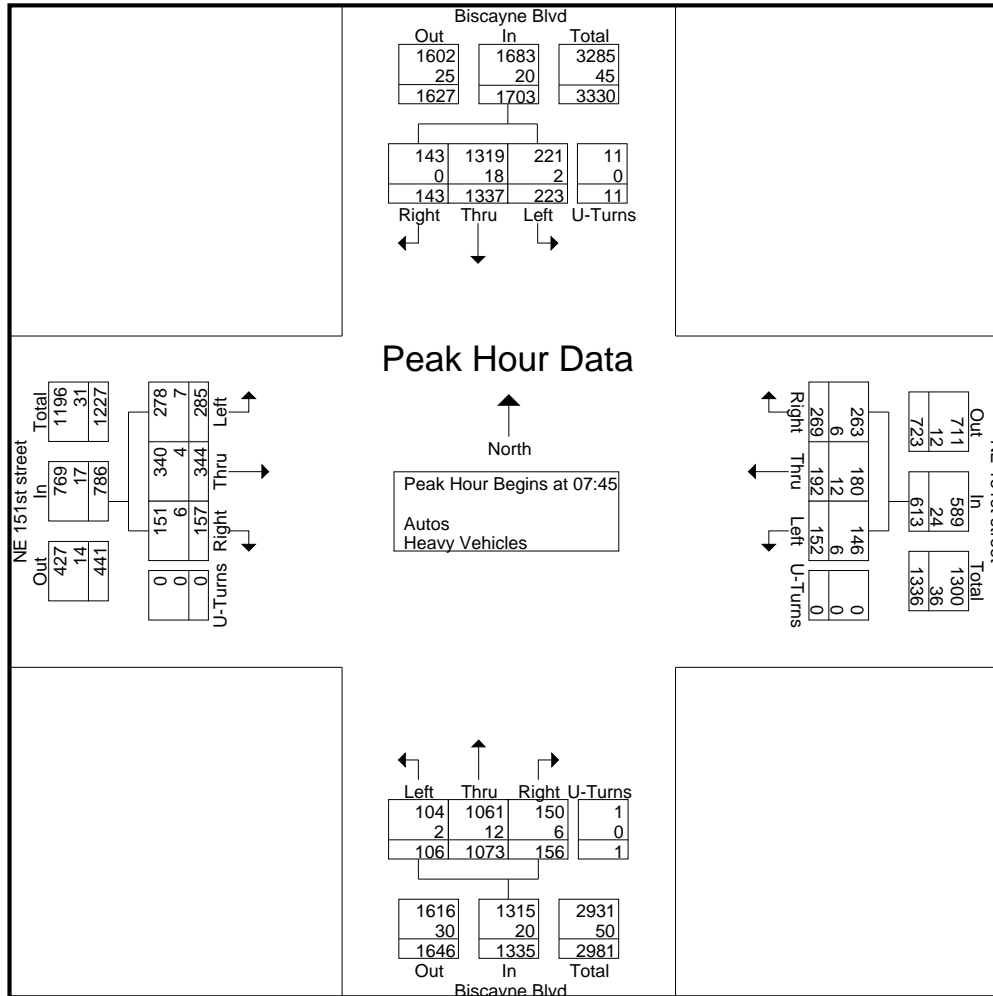 Biscayne Blvd
Out In Total
1602 1683 3285
25 20 45
1627 1703 3330
143 1319 221 11
0 18 2 0
143 1337 223 11
Right Thru Left U-Turns
Peak Hour Data
North
Peak Hour Begins at 07:45
Autos
Heavy Vehicles
NE 151st street
Out In Total
427 769 1196
14 17 31
441 786 1227
U-Turns Right Thru Left
0 151 340 278
0 6 4 7
0 157 344 285
Out In Total
711 589 1300
12 24 36
723 613 1336
263 180 146 0
6 12 6 0
269 192 152 0
Right Thru Left U-Turns
Left Thru Right U-Turns
104 1061 150 1
2 12 6 0
106 1073 156 1
1616 1315 2931
30 20 50
1646 1335 2981
Out In Total
Biscayne Blvd